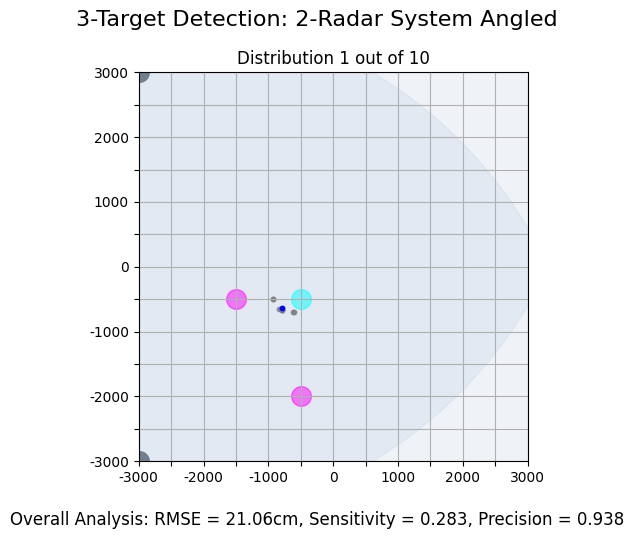 3-Target Detection: 2-Radar System Angled
Distribution 1 out of 10
3000
2000
1000
0
-1000
-2000
-3000
-3000 -2000 -1000 0 1000 2000 3000
Overall Analysis: RMSE = 21.06cm, Sensitivity = 0.283, Precision = 0.938